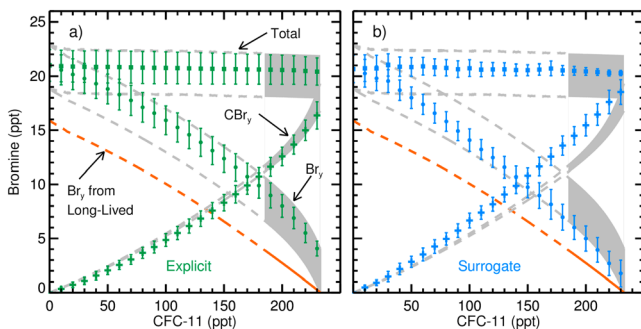 a)
Total
CBry
Bry
Bry from
Long-Lived
Explicit
Bromine (ppt)
0
5
10
15
20
25
0 50 100 150 200
CFC-11 (ppt)
b)
Surrogate
50 100 150 200
CFC-11 (ppt)